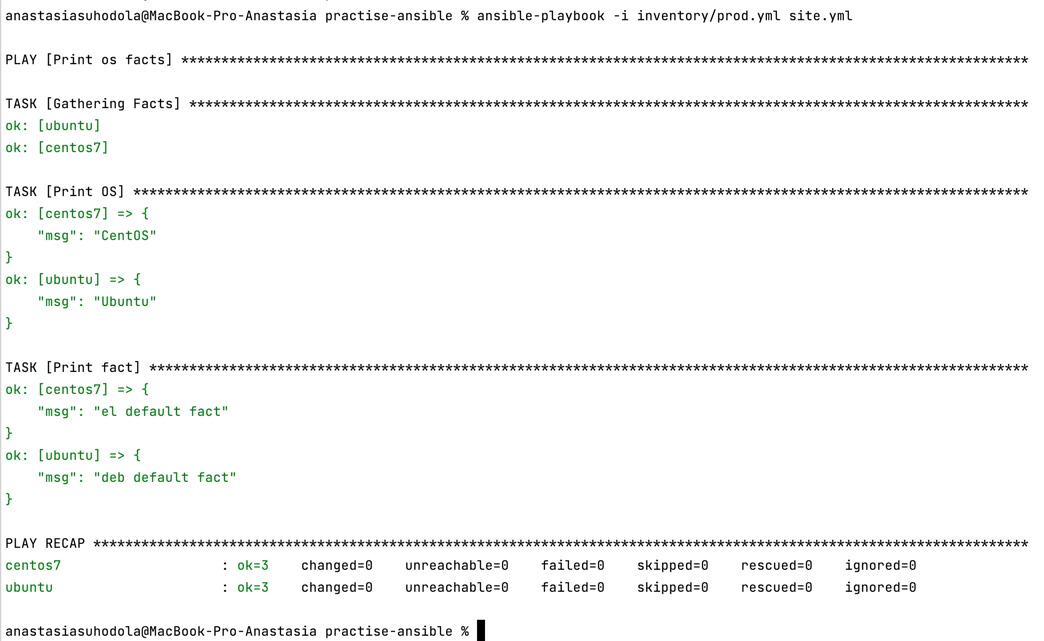 anastasiasuhodola@MacBook-Pro-Anastasia practise-ansible % ansible-playbook -i inventory/prod.yml site.yml
PLAY [Print os facts] **********************************************************************************************************
TASK [Gathering Facts] *********************************************************************************************************
ok: [ubuntu]
ok: [centos7]
TASK [Print OS] ****************************************************************************************************************
ok: [centos7] => {
    "msg": "CentOS"
}
ok: [ubuntu] => {
    "msg": "Ubuntu"
}
TASK [Print fact] **************************************************************************************************************
ok: [centos7] => {
    "msg": "el default fact"
}
ok: [ubuntu] => {
    "msg": "deb default fact"
}
PLAY RECAP *********************************************************************************************************************
centos7                    : ok=3    changed=0    unreachable=0    failed=0    skipped=0    rescued=0    ignored=0
ubuntu                     : ok=3    changed=0    unreachable=0    failed=0    skipped=0    rescued=0    ignored=0
anastasiasuhodola@MacBook-Pro-Anastasia practise-ansible %